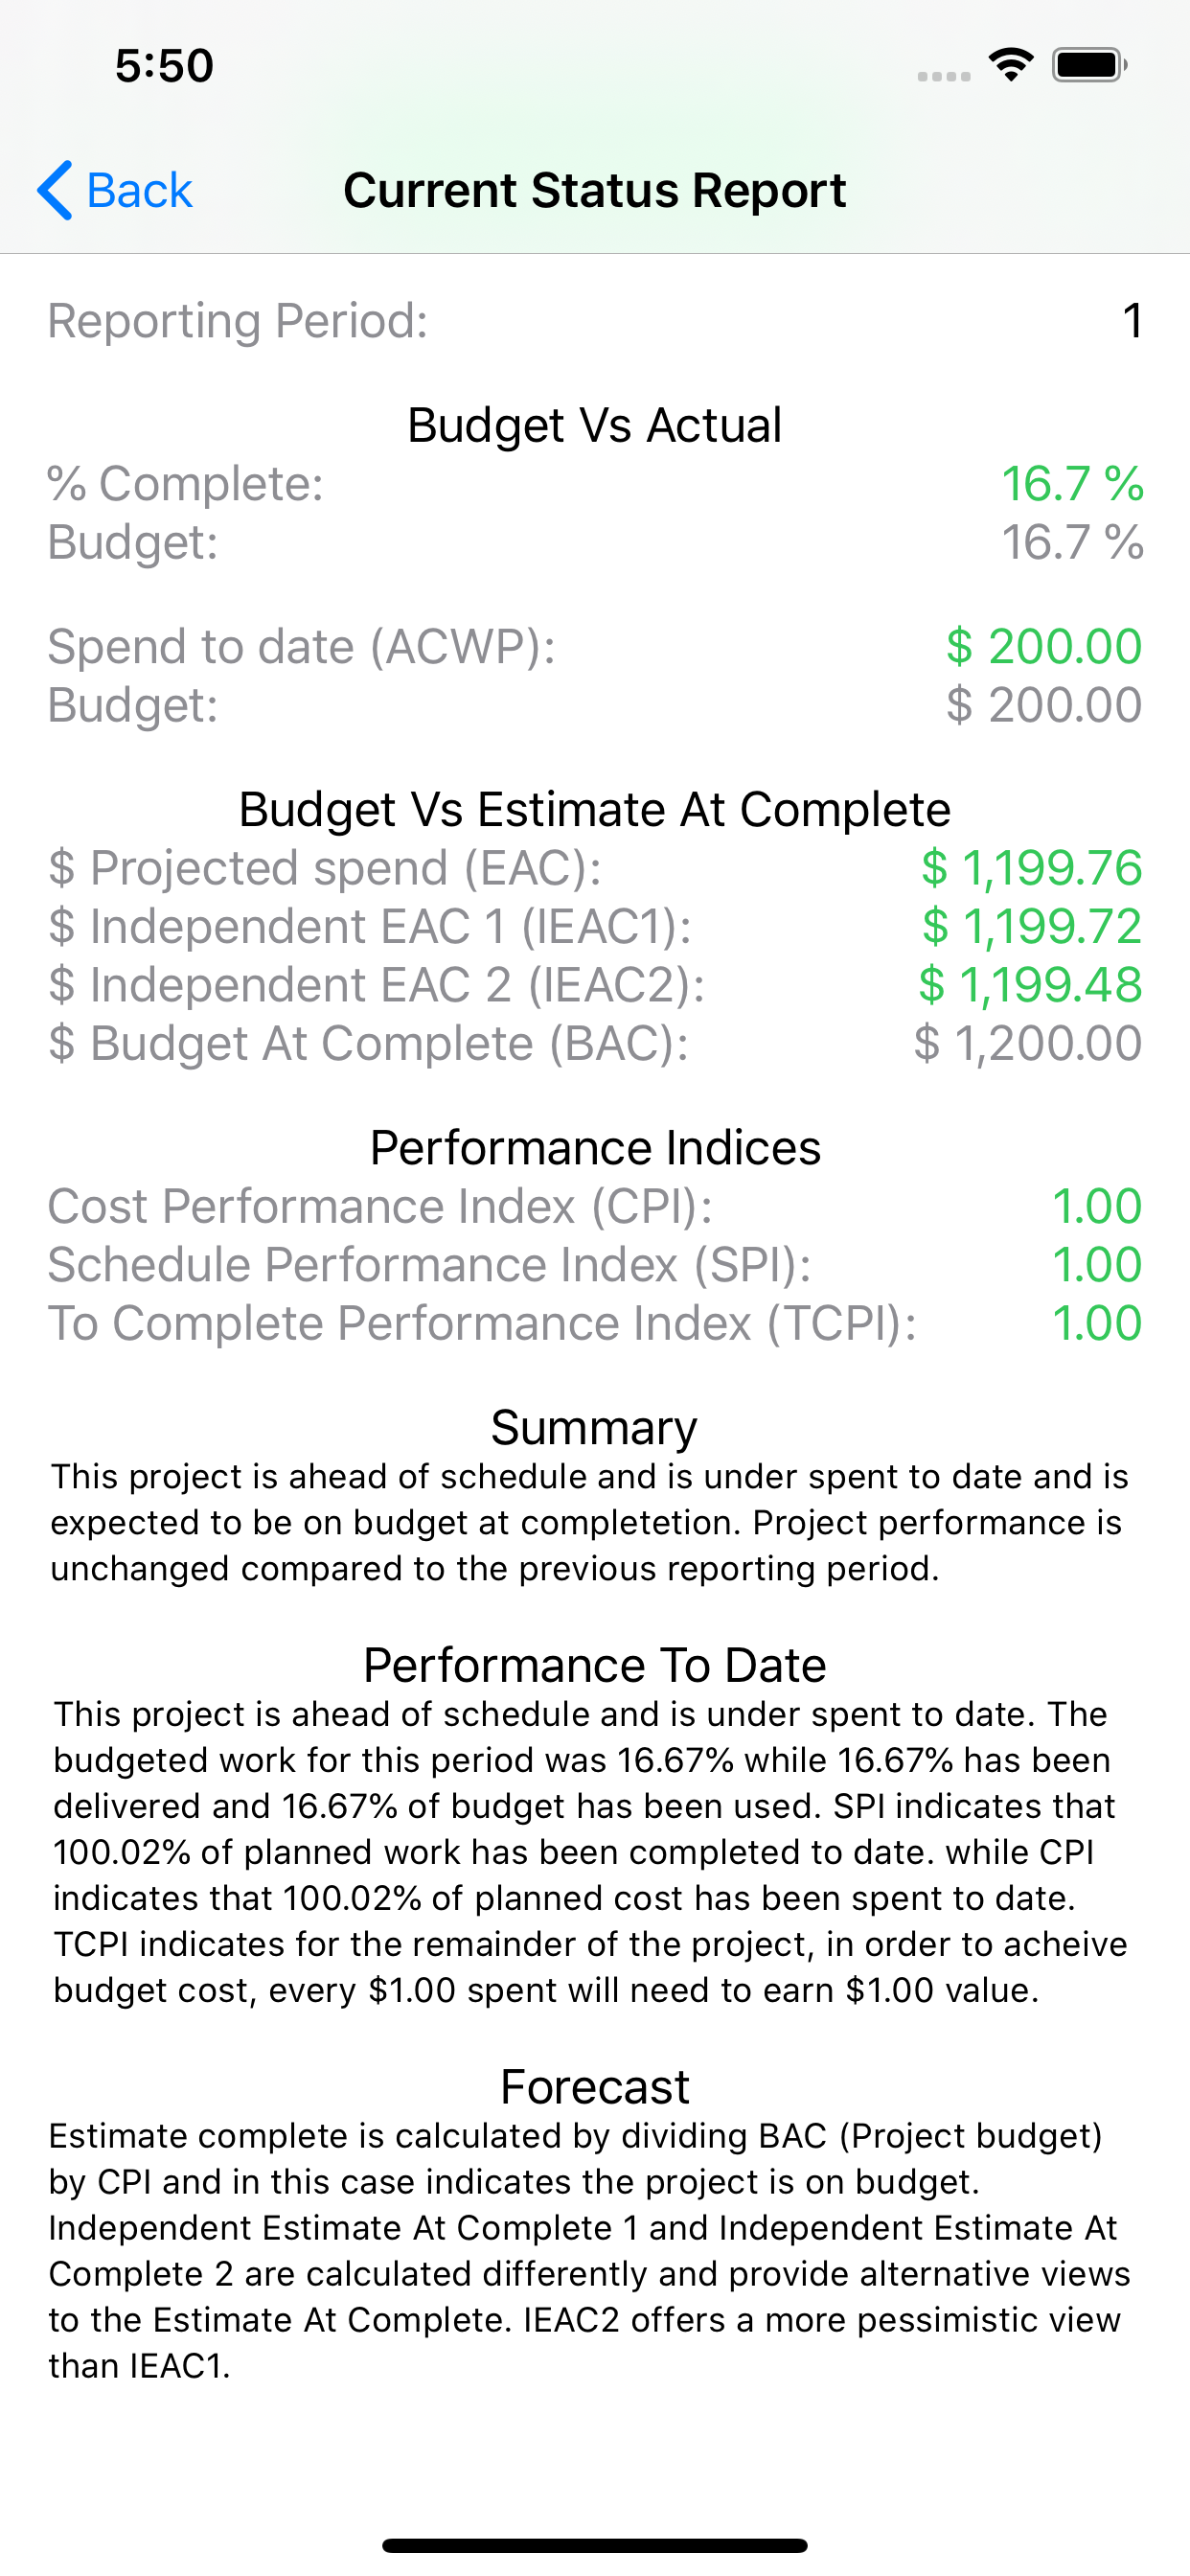 5:50
Back
Current Status Report
Reporting Period: 1
Budget Vs Actual
% Complete: 16.7 %
Budget: 16.7 %
Spend to date (ACWP): $ 200.00
Budget: $ 200.00
Budget Vs Estimate At Complete
$ Projected spend (EAC): $ 1,199.76
$ Independent EAC 1 (IEAC1): $ 1,199.72
$ Independent EAC 2 (IEAC2): $ 1,199.48
$ Budget At Complete (BAC): $ 1,200.00
Performance Indices
Cost Performance Index (CPI): 1.00
Schedule Performance Index (SPI): 1.00
To Complete Performance Index (TCPI): 1.00
Summary
This project is ahead of schedule and is under spent to date and is
expected to be on budget at completetion. Project performance is
unchanged compared to the previous reporting period.
Performance To Date
This project is ahead of schedule and is under spent to date. The
budgeted work for this period was 16.67% while 16.67% has been
delivered and 16.67% of budget has been used. SPI indicates that
100.02% of planned work has been completed to date. while CPI
indicates that 100.02% of planned cost has been spent to date.
TCPI indicates for the remainder of the project, in order to acheive
budget cost, every $1.00 spent will need to earn $1.00 value.
Forecast
Estimate complete is calculated by dividing BAC (Project budget)
by CPI and in this case indicates the project is on budget.
Independent Estimate At Complete 1 and Independent Estimate At
Complete 2 are calculated differently and provide alternative views
to the Estimate At Complete. IEAC2 offers a more pessimistic view
than IEAC1.